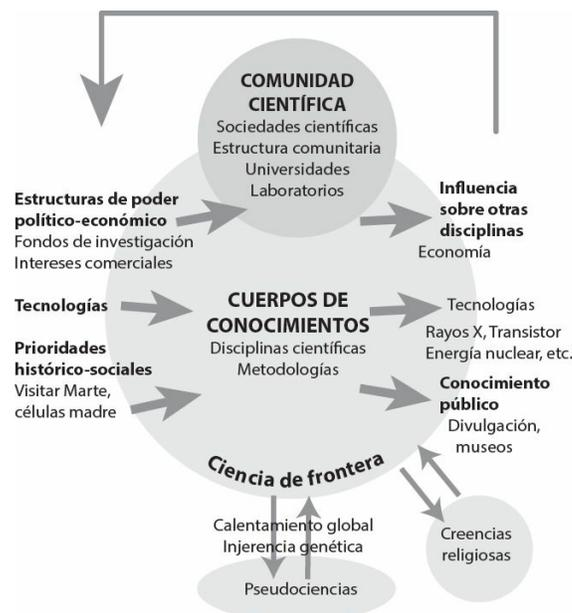 COMUNIDAD
CIENTÍFICA
Sociedades científicas
Estructura comunitaria
Universidades
Laboratorios
Estructuras de poder
político-económico
Fondos de investigación
Intereses comerciales
Influencia
sobre otras
disciplinas
Economía
Tecnologías
CUERPOS DE
CONOCIMIENTOS
Disciplinas científicas
Metodologías
Tecnologías
Rayos X, Transistor
Energía nuclear, etc.
Prioridades
histórico-sociales
Visitar Marte,
células madre
Conocimiento
público
Divulgación,
museos
Ciencia de frontera
Calentamiento global
Injerencia genética
Creencias
religiosas
Pseudociencias